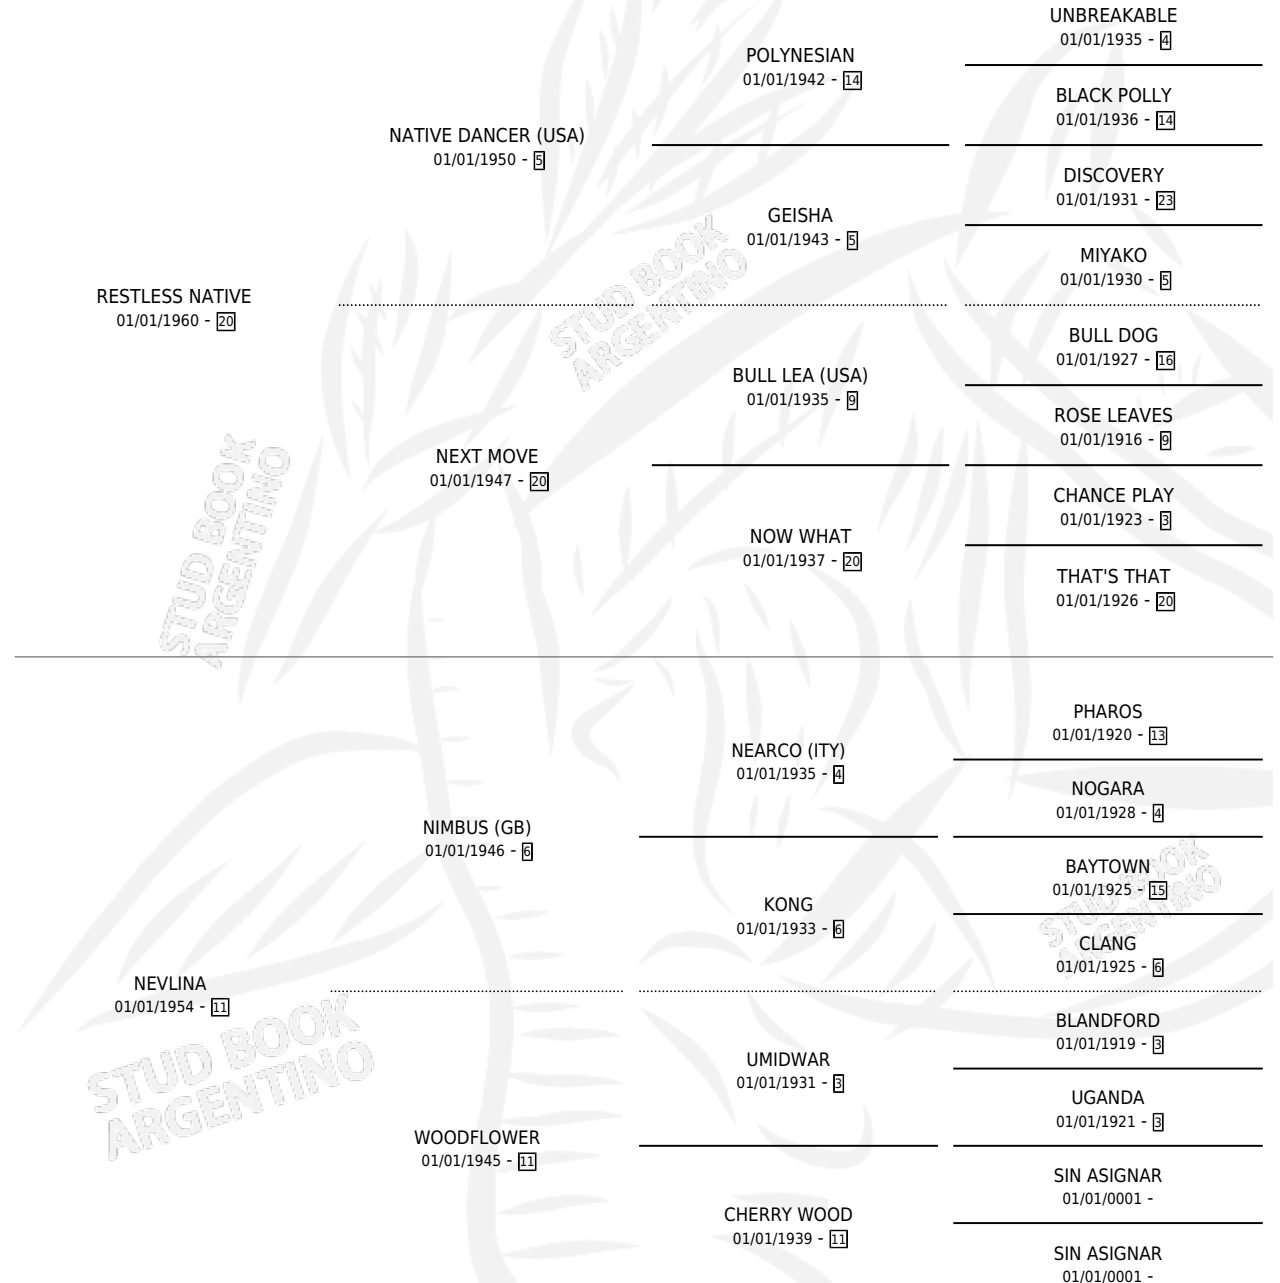 UNBREAKABLE
01/01/1935 - 4
POLYNESIAN
01/01/1942 - 14
BLACK POLLY
01/01/1936 - 14
NATIVE DANCER (USA)
01/01/1950 - 5
DISCOVERY
01/01/1931 - 23
GEISHA
01/01/1943 - 5
MIYAKO
01/01/1930 - 5
RESTLESS NATIVE
01/01/1960 - 20
BULL DOG
01/01/1927 - 16
BULL LEA (USA)
01/01/1935 - 9
ROSE LEAVES
01/01/1916 - 9
NEXT MOVE
01/01/1947 - 20
CHANCE PLAY
01/01/1923 - 3
NOW WHAT
01/01/1937 - 20
THAT'S THAT
01/01/1926 - 20
PHAROS
01/01/1920 - 13
NEARCO (ITY)
01/01/1935 - 4
NOGARA
01/01/1928 - 4
NIMBUS (GB)
01/01/1946 - 6
BAYTOWN
01/01/1925 - 15
KONG
01/01/1933 - 6
CLANG
01/01/1925 - 6
NEVLINA
01/01/1954 - 11
BLANDFORD
01/01/1919 - 3
UMIDWAR
01/01/1931 - 3
UGANDA
01/01/1921 - 3
WOODFLOWER
01/01/1945 - 11
SIN ASIGNAR
01/01/0001 -
CHERRY WOOD
01/01/1939 - 11
SIN ASIGNAR
01/01/0001 -
STUD BOOK
ARGENTINO
STUD BOOK
ARGENTINO
STUD BOOK
ARGENTINO
STUD BOOK
ARGENTINO